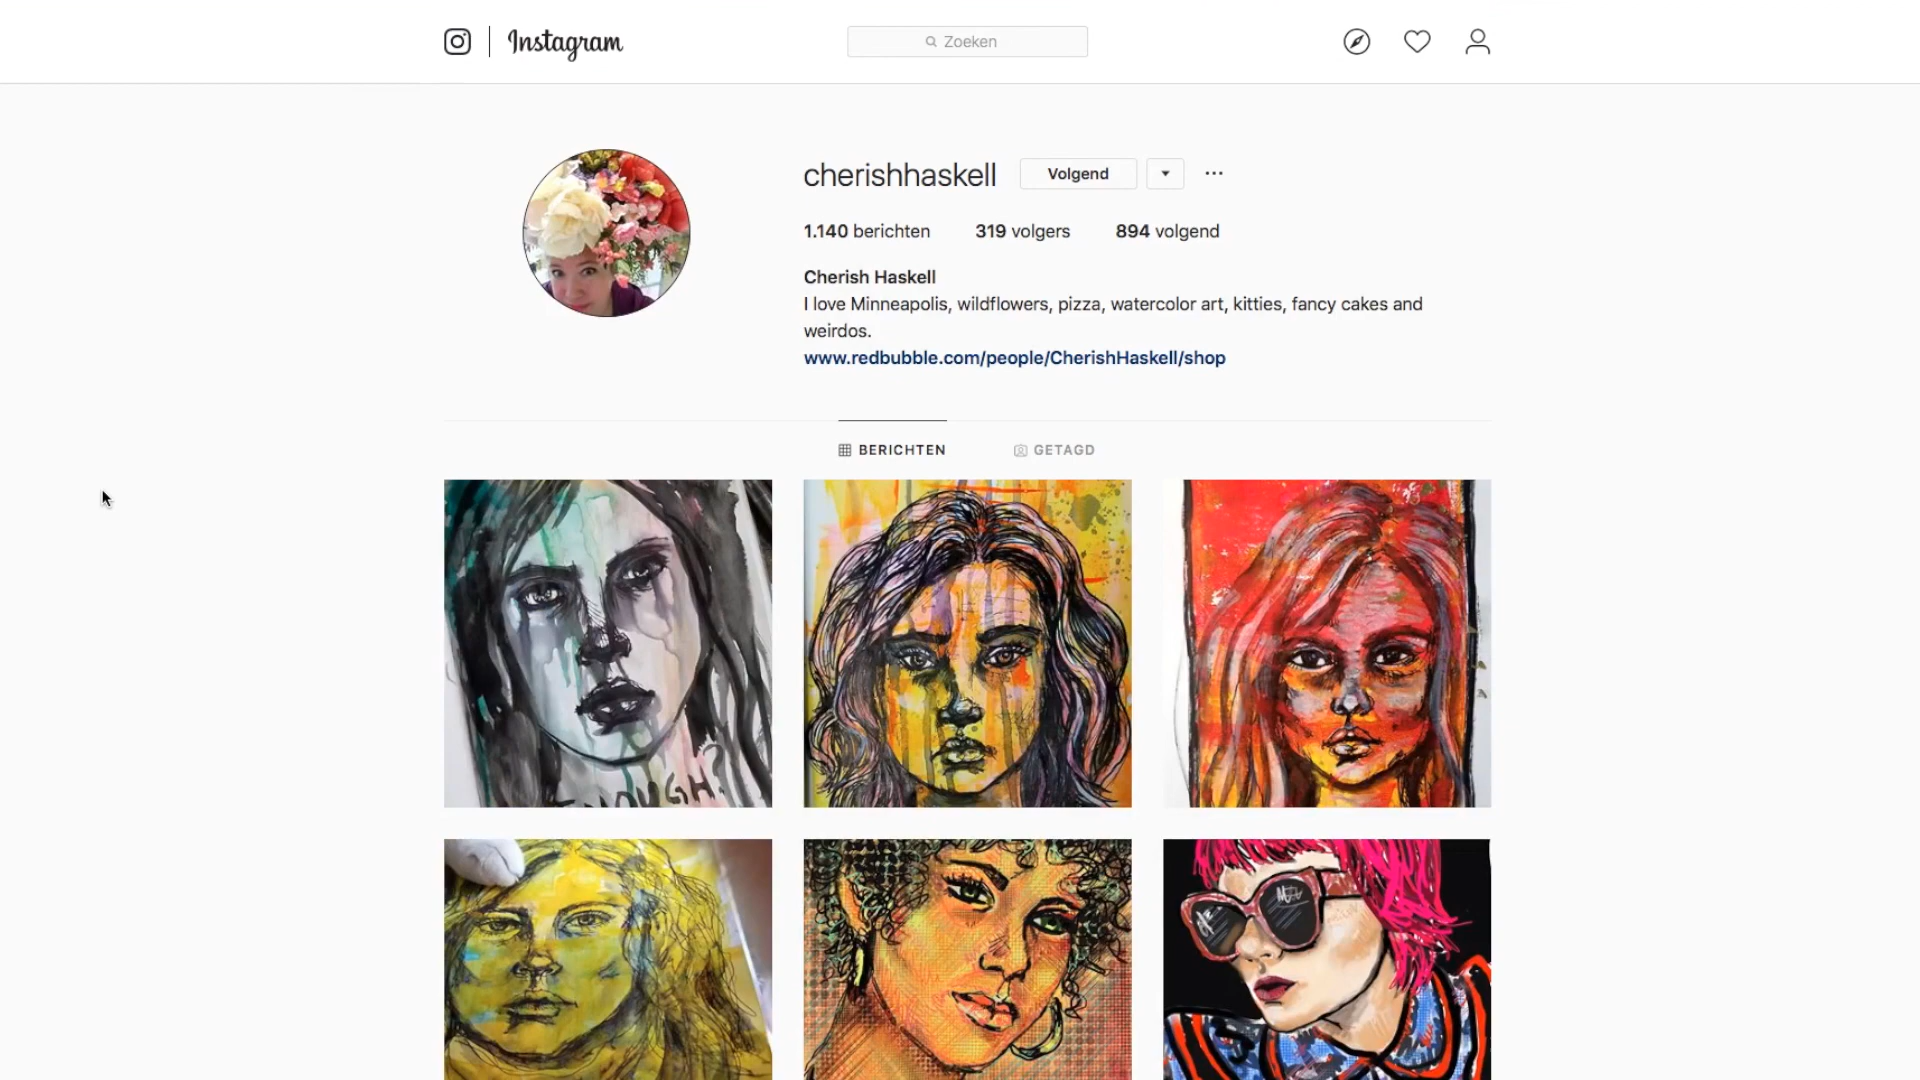 Instagram
Zoeken
cherishhaskell Volgend
1.140 berichten 319 volgers 894 volgend
Cherish Haskell
I love Minneapolis, wildflowers, pizza, watercolor art, kitties, fancy cakes and
weirdos.
www.redbubble.com/people/CherishHaskell/shop
BERICHTEN GETAGD